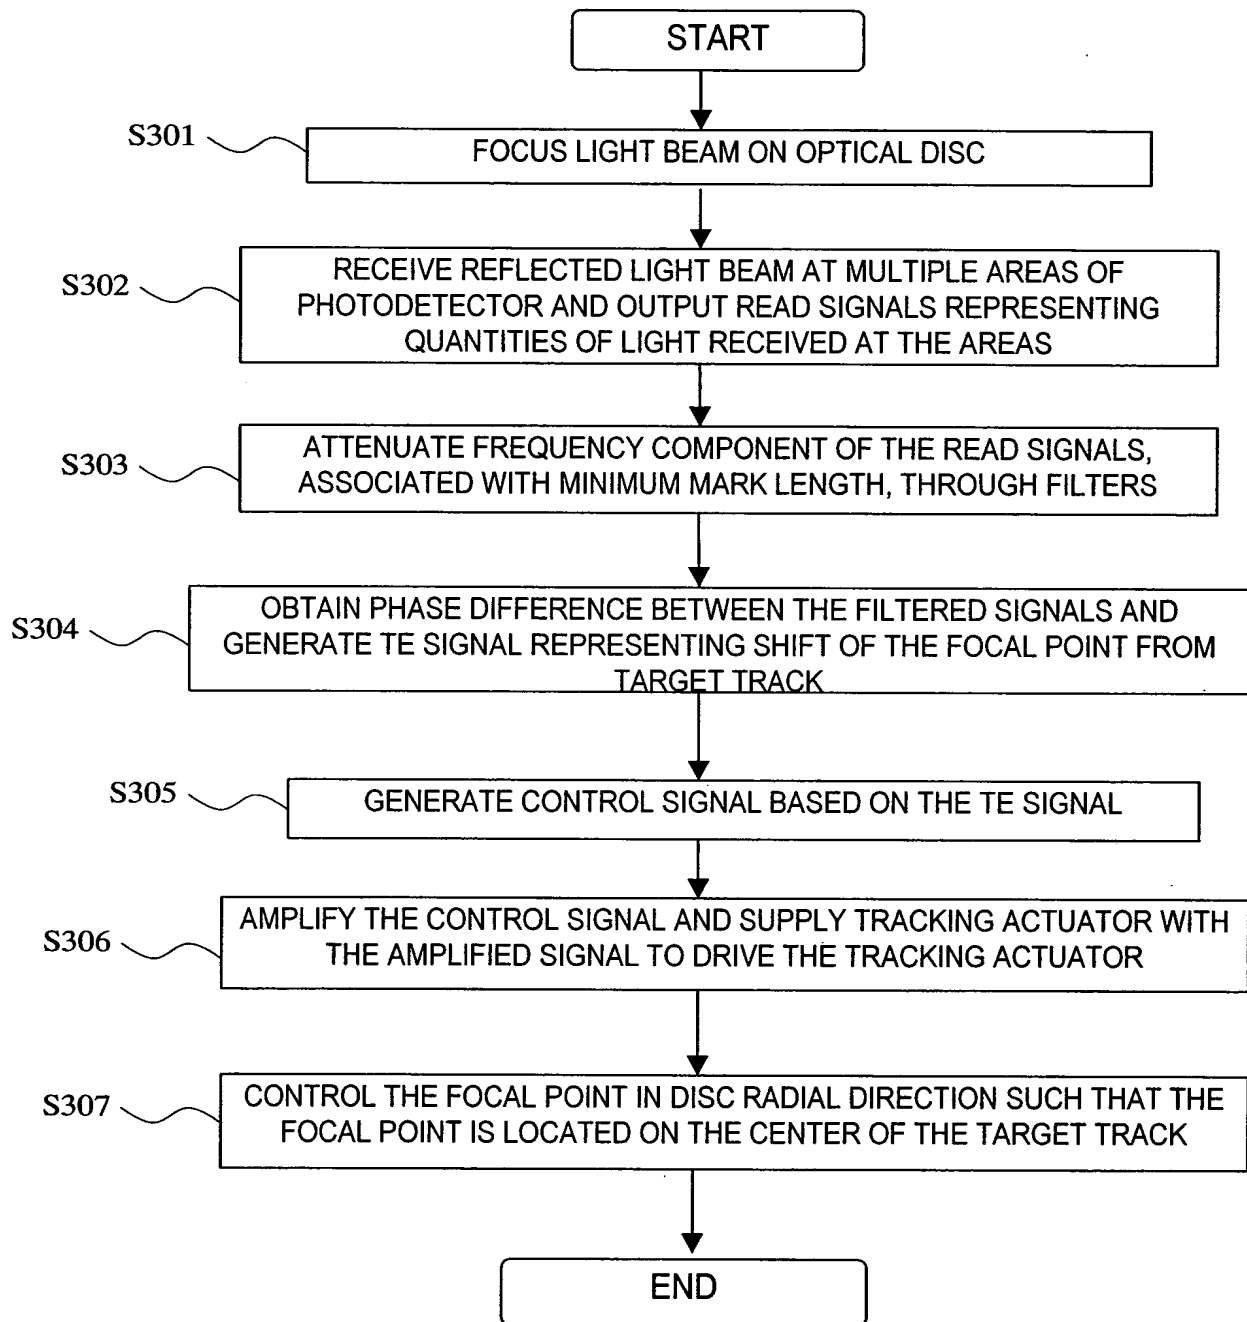 START
S301
FOCUS LIGHT BEAM ON OPTICAL DISC
S302
RECEIVE REFLECTED LIGHT BEAM AT MULTIPLE AREAS OF
PHOTODETECTOR AND OUTPUT READ SIGNALS REPRESENTING
QUANTITIES OF LIGHT RECEIVED AT THE AREAS
S303
ATTENUATE FREQUENCY COMPONENT OF THE READ SIGNALS,
ASSOCIATED WITH MINIMUM MARK LENGTH, THROUGH FILTERS
S304
OBTAIN PHASE DIFFERENCE BETWEEN THE FILTERED SIGNALS AND
GENERATE TE SIGNAL REPRESENTING SHIFT OF THE FOCAL POINT FROM
TARGET TRACK
S305
GENERATE CONTROL SIGNAL BASED ON THE TE SIGNAL
S306
AMPLIFY THE CONTROL SIGNAL AND SUPPLY TRACKING ACTUATOR WITH
THE AMPLIFIED SIGNAL TO DRIVE THE TRACKING ACTUATOR
S307
CONTROL THE FOCAL POINT IN DISC RADIAL DIRECTION SUCH THAT THE
FOCAL POINT IS LOCATED ON THE CENTER OF THE TARGET TRACK
END